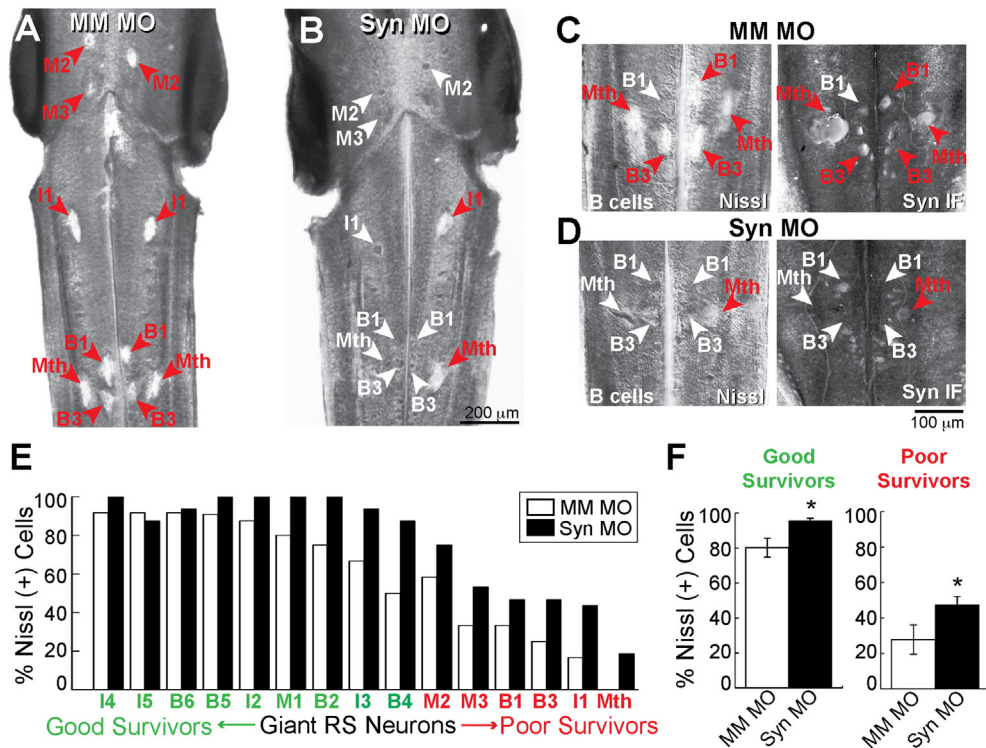 A
MM MO
M2
M2
M3
I1
I1
B1
B1
Mth
Mth
B3
B3
B
Syn MO
M2
M2
M3
I1
I1
B1
B1
Mth
Mth
B3
B3
200 μm
C
MM MO
B1
B1
Mth
Mth
B3
B3
B cells
Nissl
B1
B1
Mth
Mth
B3
B3
Syn IF
D
Syn MO
B1
B1
Mth
Mth
B3
B cells
Nissl
B1
B1
Mth
Mth
B3
B3
Syn IF
100 μm
E
% Nissl (+) Cells
100
80
60
40
20
0
MM MO
Syn MO
I4 I5 B6 B5 I2 M1 B2 I3 B4 M2 M3 B1 B3 I1 Mth
Good Survivors ← Giant RS Neurons → Poor Survivors
F
Good
Survivors
% Nissl (+) Cells
100
80
60
40
20
0
*
MM MO
Syn MO
Poor
Survivors
100
80
60
40
20
0
*
MM MO
Syn MO